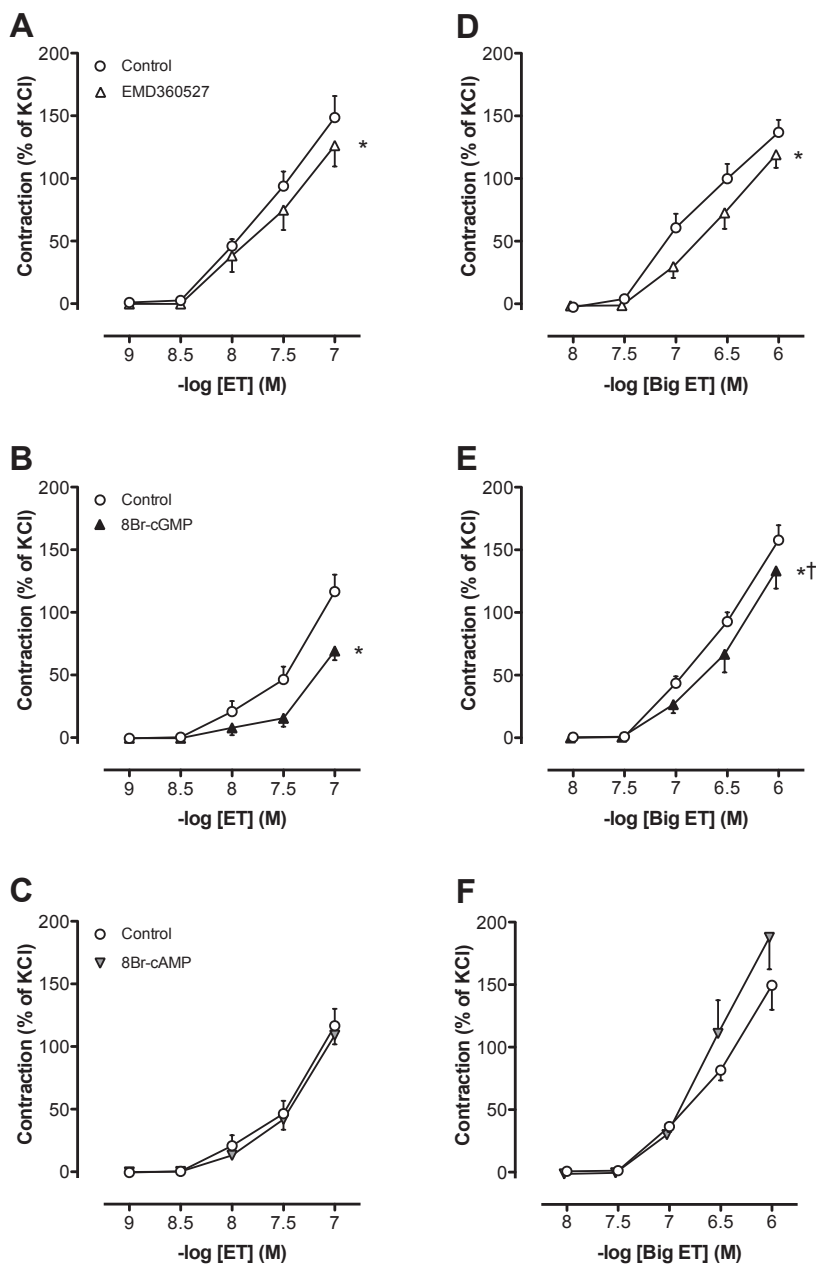 A
200
150
100
50
0
Contraction (% of KCl)
Control
EMD360527
*
9 8.5 8 7.5 7
-log [ET] (M)
D
200
150
100
50
0
Contraction (% of KCl)
*
8 7.5 7 6.5 6
-log [Big ET] (M)
B
200
150
100
50
0
Contraction (% of KCl)
Control
8Br-cGMP
*
9 8.5 8 7.5 7
-log [ET] (M)
E
200
150
100
50
0
Contraction (% of KCl)
*†
8 7.5 7 6.5 6
-log [Big ET] (M)
C
200
150
100
50
0
Contraction (% of KCl)
Control
8Br-cAMP
9 8.5 8 7.5 7
-log [ET] (M)
F
200
150
100
50
0
Contraction (% of KCl)
8 7.5 7 6.5 6
-log [Big ET] (M)